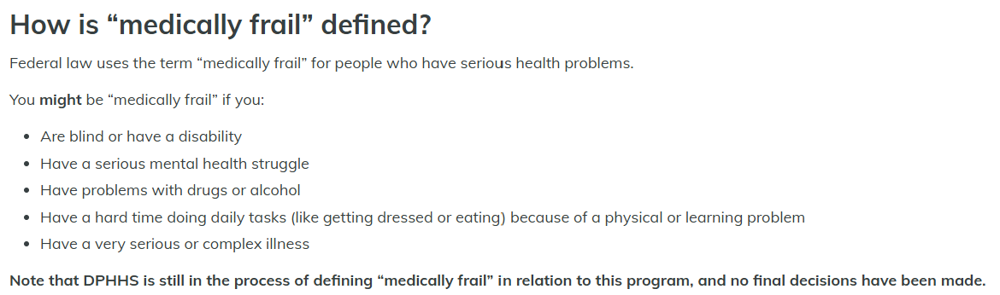 How is “medically frail” defined?
Federal law uses the term “medically frail” for people who have serious health problems.
You might be “medically frail” if you:
• Are blind or have a disability
• Have a serious mental health struggle
• Have problems with drugs or alcohol
• Have a hard time doing daily tasks (like getting dressed or eating) because of a physical or learning problem
• Have a very serious or complex illness
Note that DPHHS is still in the process of defining “medically frail” in relation to this program, and no final decisions have been made.